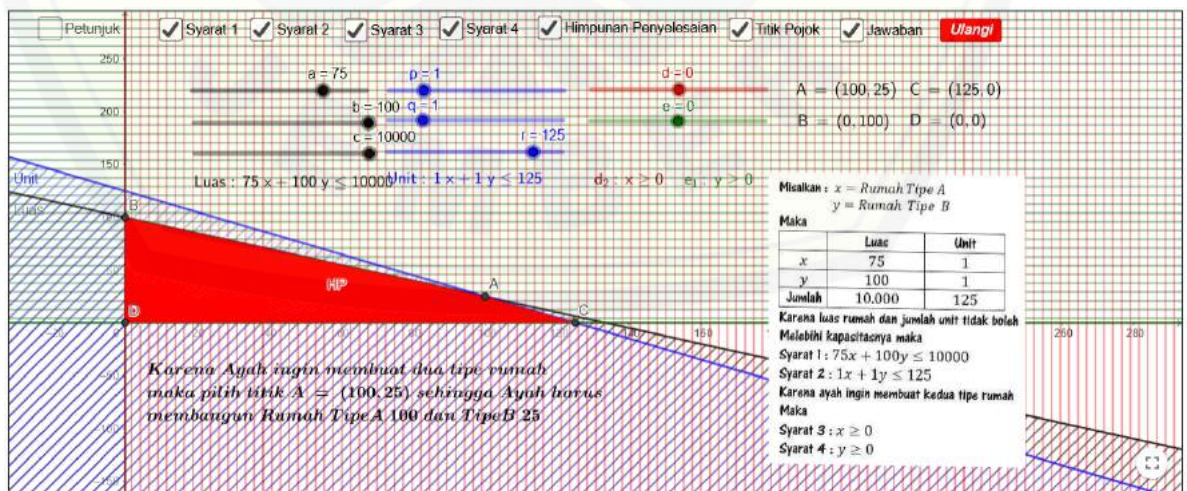 Petunjuk Syarat 1 Syarat 2 Syarat 3 Syarat 4 Himpunan Penyelesaian Titik Pojok Jawaban Ulangi
250
200
150
a = 75
b = 100
c = 10000
p = 1
q = 1
r = 125
d = 0
e = 0
A = (100, 25) C = (125, 0)
B = (0, 100) D = (0, 0)
Luas : 75 x + 100 y ≤ 10000
Unit : 1 x + 1 y ≤ 125
d₂ : x ≥ 0
e₁ : y > 0
Unit
Luas
B
HP
A
D
C
160
260
280
Karena Ayah ingin membuat dua tipe rumah
maka pilih titik A = (100, 25) sehingga Ayah harus
membangun Rumah TipeA 100 dan TipeB 25
Misalkan : x = Rumah Tipe A
y = Rumah Tipe B
Maka
Luas Unit
x 75 1
y 100 1
Jumlah 10.000 125
Karena luas rumah dan jumlah unit tidak boleh
Melebihi kapasitasnya maka
Syarat 1 : 75x + 100y ≤ 10000
Syarat 2 : 1x + 1y ≤ 125
Karena ayah ingin membuat kedua tipe rumah
Maka
Syarat 3 : x ≥ 0
Syarat 4 : y ≥ 0